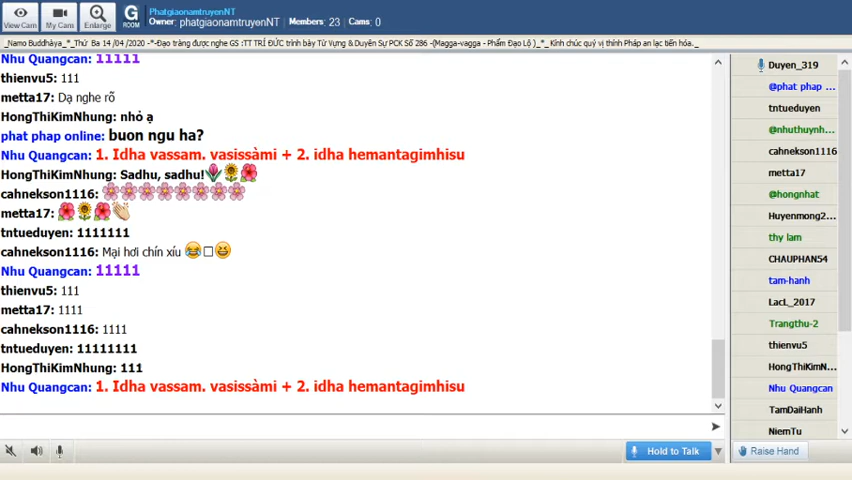 View Cam
My Cams
Enlarge
G
ROOM
PhatgiaonamtruyenNT
Owner: phatgiaonamtruyenNT Members: 23 Cams: 0
_Namo Buddhàya_*_Thứ Ba 14 /04 /2020 -*-Đạo tràng được nghe GS :TT TRÍ ĐỨC trình bày Từ Vựng & Duyên Sự PCK Số 286 -(Magga-vagga - Phẩm Đạo Lộ )_*_ Kính chúc quý vị thính Pháp an lạc tiến hóa._
Nhu Quangcan: 11111
thienvu5: 111
metta17: Dạ nghe rõ
HongThiKimNhung: nhỏ ạ
phat phap online: buon ngu ha?
Nhu Quangcan: 1. Idha vassam. vasissàmi + 2. idha hemantagimhisu
HongThiKimNhung: Sadhu, sadhu!
cahnekson1116:
metta17:
tntueduyen: 1111111
cahnekson1116: Mại hơi chín xíu
Nhu Quangcan: 11111
thienvu5: 111
metta17: 1111
cahnekson1116: 1111
tntueduyen: 11111111
HongThiKimNhung: 111
Nhu Quangcan: 1. Idha vassam. vasissàmi + 2. idha hemantagimhisu
Duyen_319
@phat phap ...
tntueduyen
@nhuthuynh...
cahnekson1116
metta17
@hongnhat
Huyenmong2...
thy lam
CHAUPHAN54
tam-hanh
LacL_2017
Trangthu-2
thienvu5
HongThiKimN...
Nhu Quangcan
TamDaiHanh
NiemTu
Hold to Talk
Raise Hand